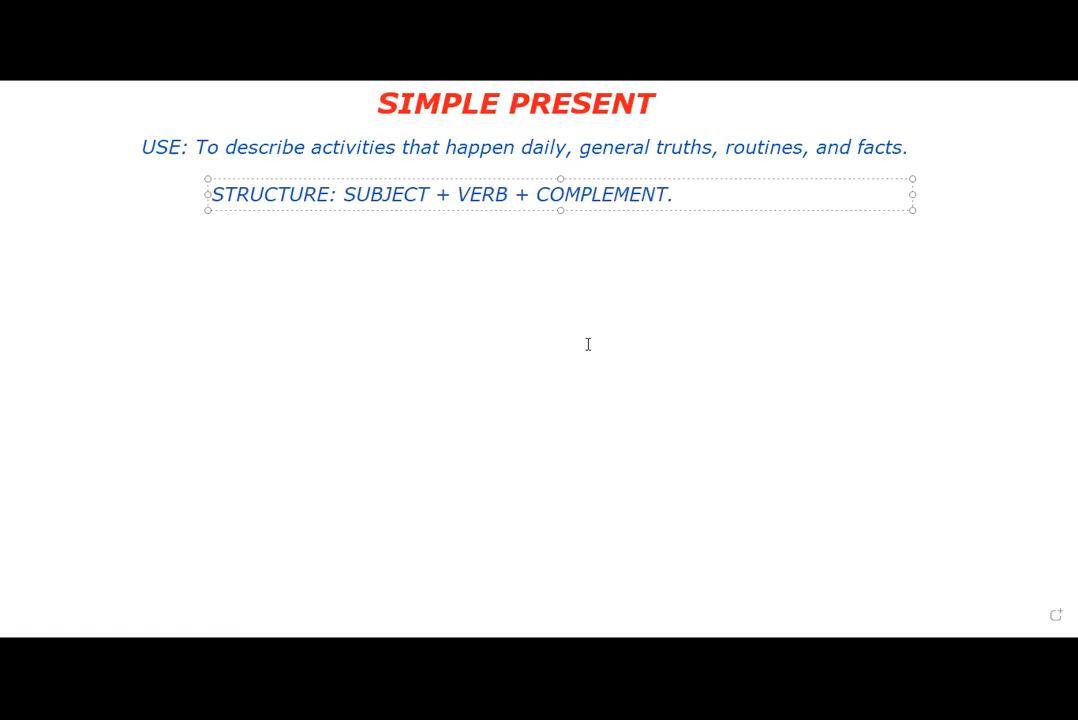 SIMPLE PRESENT
USE: To describe activities that happen daily, general truths, routines, and facts.
STRUCTURE: SUBJECT + VERB + COMPLEMENT.